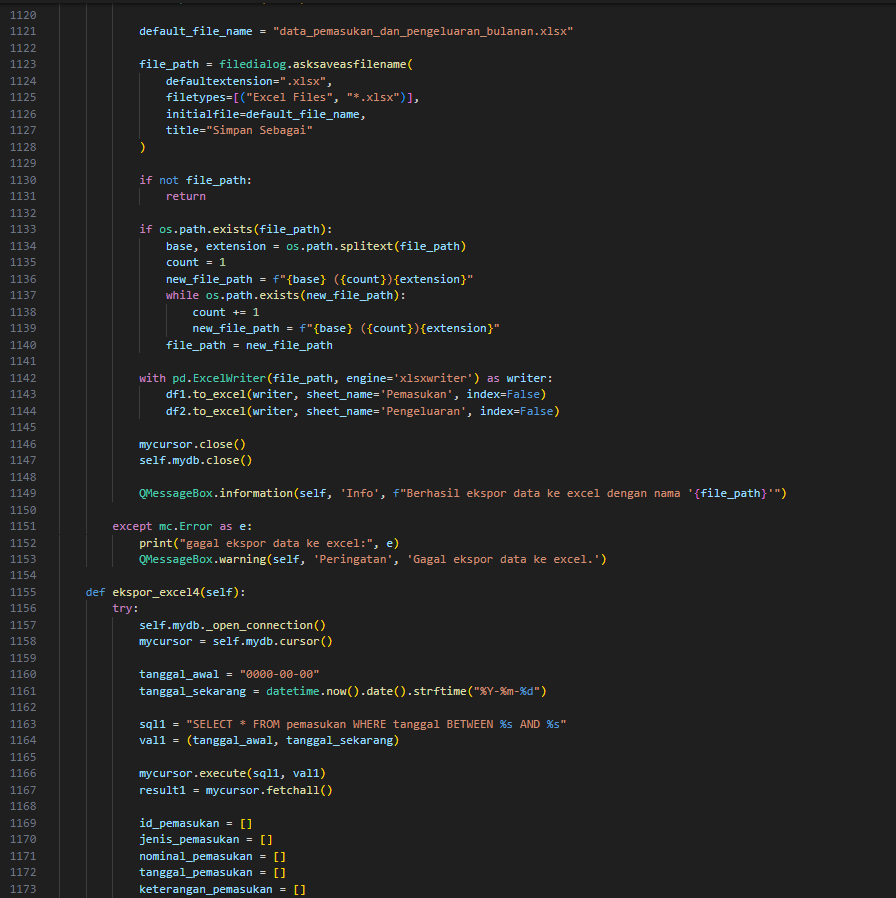 1120
1121 default_file_name = "data_pemasukan_dan_pengeluaran_bulanan.xlsx"
1122
1123 file_path = filedialog.asksaveasfilename(
1124 defaultextension=".xlsx",
1125 filetypes=[("Excel Files", "*.xlsx")],
1126 initialfile=default_file_name,
1127 title="Simpan Sebagai"
1128 )
1129
1130 if not file_path:
1131 return
1132
1133 if os.path.exists(file_path):
1134 base, extension = os.path.splitext(file_path)
1135 count = 1
1136 new_file_path = f"{base} ({count}){extension}"
1137 while os.path.exists(new_file_path):
1138 count += 1
1139 new_file_path = f"{base} ({count}){extension}"
1140 file_path = new_file_path
1141
1142 with pd.ExcelWriter(file_path, engine='xlsxwriter') as writer:
1143 df1.to_excel(writer, sheet_name='Pemasukan', index=False)
1144 df2.to_excel(writer, sheet_name='Pengeluaran', index=False)
1145
1146 mycursor.close()
1147 self.mydb.close()
1148
1149 QMessageBox.information(self, 'Info', f"Berhasil ekspor data ke excel dengan nama '{file_path}'")
1150
1151 except mc.Error as e:
1152 print("gagal ekspor data ke excel:", e)
1153 QMessageBox.warning(self, 'Peringatan', 'Gagal ekspor data ke excel.')
1154
1155 def ekspor_excel4(self):
1156 try:
1157 self.mydb._open_connection()
1158 mycursor = self.mydb.cursor()
1159
1160 tanggal_awal = "0000-00-00"
1161 tanggal_sekarang = datetime.now().date().strftime("%Y-%m-%d")
1162
1163 sql1 = "SELECT * FROM pemasukan WHERE tanggal BETWEEN %s AND %s"
1164 val1 = (tanggal_awal, tanggal_sekarang)
1165
1166 mycursor.execute(sql1, val1)
1167 result1 = mycursor.fetchall()
1168
1169 id_pemasukan = []
1170 jenis_pemasukan = []
1171 nominal_pemasukan = []
1172 tanggal_pemasukan = []
1173 keterangan_pemasukan = []